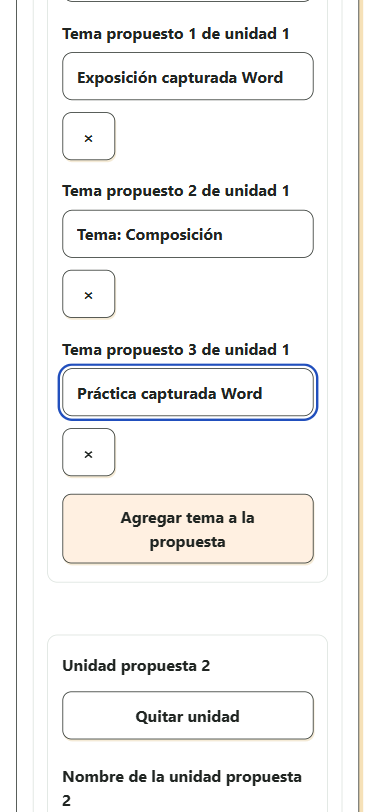 Tema propuesto 1 de unidad 1
Exposición capturada Word
×
Tema propuesto 2 de unidad 1
Tema: Composición
×
Tema propuesto 3 de unidad 1
Práctica capturada Word
×
Agregar tema a la
propuesta
Unidad propuesta 2
Quitar unidad
Nombre de la unidad propuesta
2